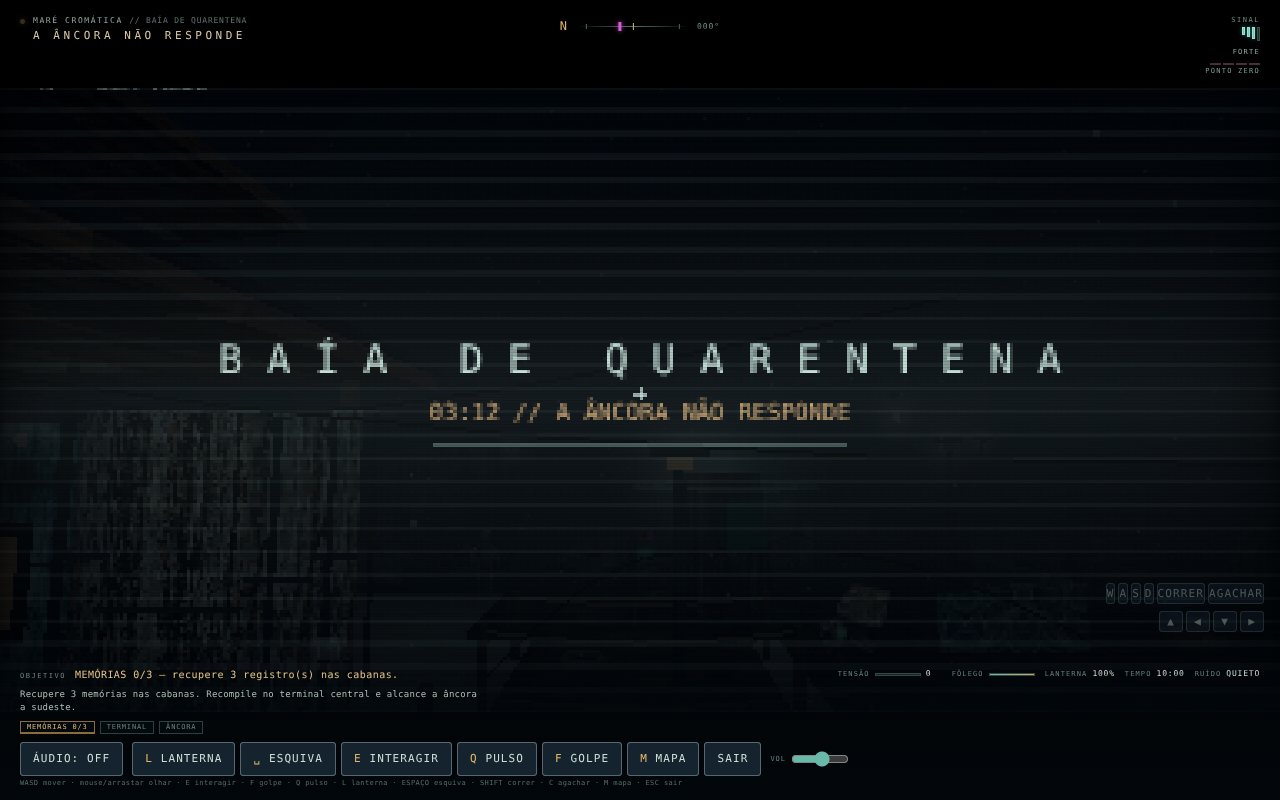 MARÉ CROMÁTICA // BAÍA DE QUARENTENA
A ÂNCORA NÃO RESPONDE
N 000°
SINAL
FORTE
PONTO ZERO
BAÍA DE QUARENTENA
03:12 // A ÂNCORA NÃO RESPONDE
W A S D CORRER AGACHAR
▲ ◀ ▼ ▶
OBJETIVO MEMÓRIAS 0/3 — recupere 3 registro(s) nas cabanas.
TENSÃO 0 FÔLEGO LANTERNA 100% TEMPO 10:00 RUÍDO QUIETO
Recupere 3 memórias nas cabanas. Recompile no terminal central e alcance a âncora
a sudeste.
MEMÓRIAS 0/3 TERMINAL ÂNCORA
ÁUDIO: OFF L LANTERNA ␣ ESQUIVA E INTERAGIR Q PULSO F GOLPE M MAPA SAIR VOL
WASD mover · mouse/arrastar olhar · E interagir · F golpe · Q pulso · L lanterna · ESPAÇO esquiva · SHIFT correr · C agachar · M mapa · ESC sair